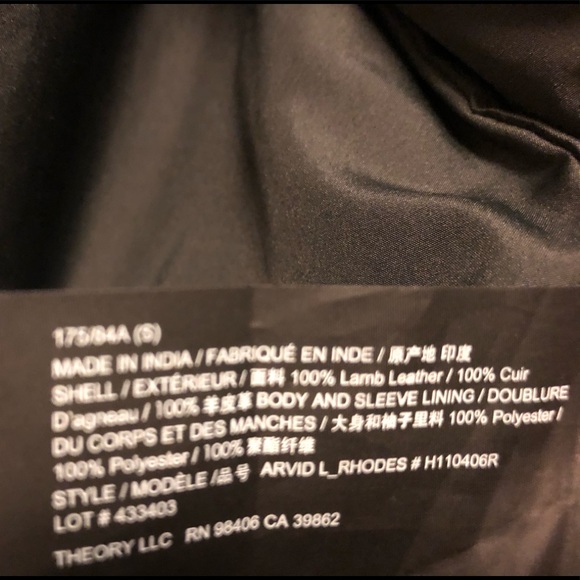 175/84A (S)
MADE IN INDIA / FABRIQUÉ EN INDE / 原产地 印度
SHELL / EXTÉRIEUR / 面料 100% Lamb Leather / 100% Cuir
D'agneau / 100% 羊皮革 BODY AND SLEEVE LINING / DOUBLURE
DU CORPS ET DES MANCHES / 大身和袖子里料 100% Polyester /
100% Polyester / 100% 聚酯纤维
STYLE / MODÈLE / 品号 ARVID L_RHODES # H110406R
LOT # 433403
THEORY LLC RN 98406 CA 39862